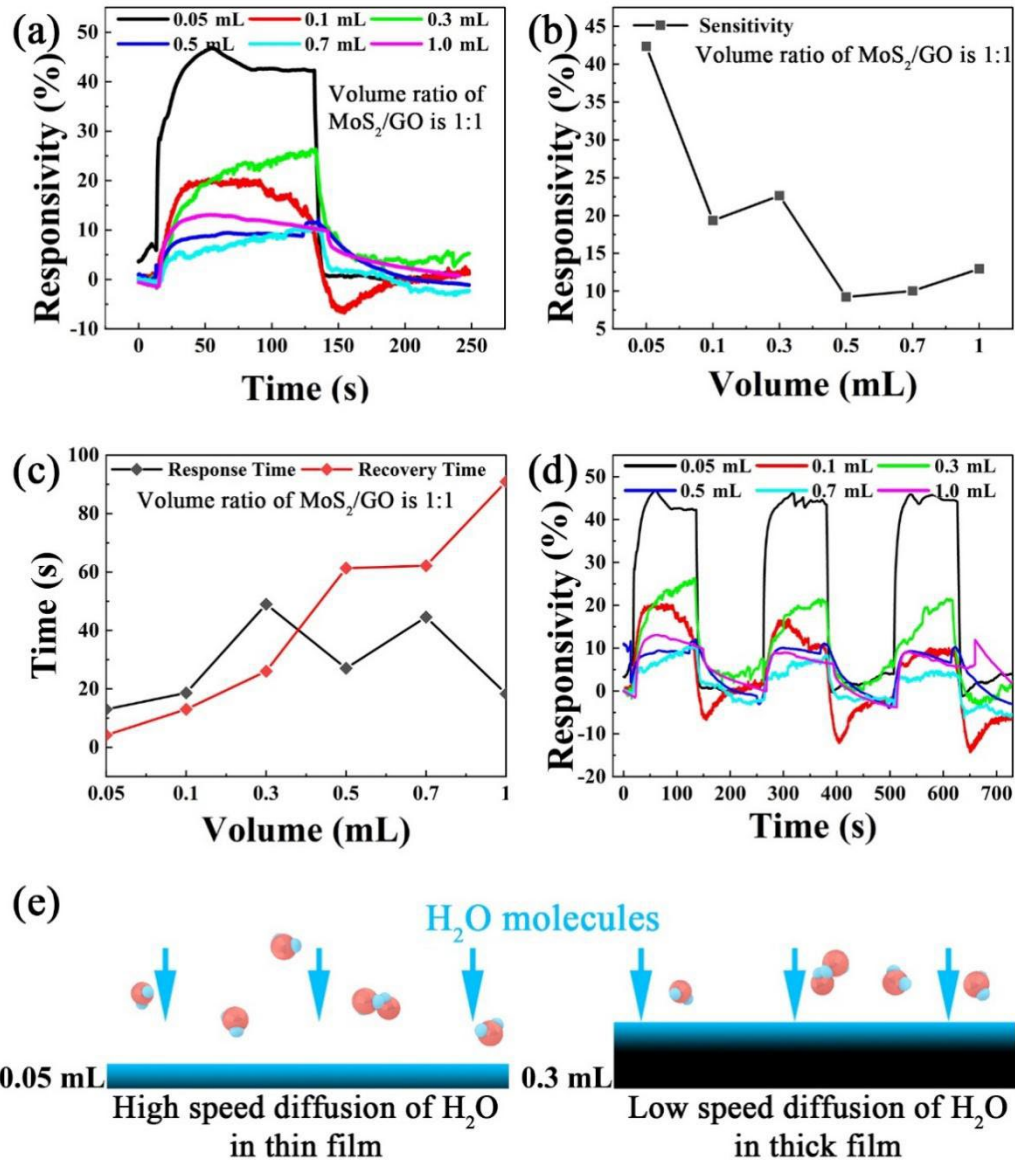 (a)
0.05 mL 0.1 mL 0.3 mL
0.5 mL 0.7 mL 1.0 mL
Volume ratio of
MoS₂/GO is 1:1
Responsivity (%)
50
40
30
20
10
0
-10
0 50 100 150 200 250
Time (s)
(b)
Sensitivity
Volume ratio of MoS₂/GO is 1:1
Responsivity (%)
45
40
35
30
25
20
15
10
5
0.05 0.1 0.3 0.5 0.7 1
Volume (mL)
(c)
Response Time Recovery Time
Volume ratio of MoS₂/GO is 1:1
Time (s)
100
80
60
40
20
0
0.05 0.1 0.3 0.5 0.7 1
Volume (mL)
(d)
0.05 mL 0.1 mL 0.3 mL
0.5 mL 0.7 mL 1.0 mL
Responsivity (%)
50
40
30
20
10
0
-10
-20
0 100 200 300 400 500 600 700
Time (s)
(e)
H₂O molecules
0.05 mL
High speed diffusion of H₂O
in thin film
0.3 mL
Low speed diffusion of H₂O
in thick film